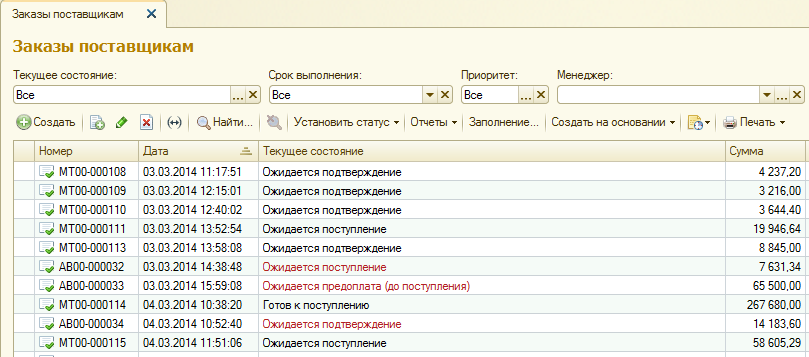 Заказы поставщикам
Заказы поставщикам
Текущее состояние: Срок выполнения: Приоритет: Менеджер:
Все Все Все
Создать Найти... Установить статус Отчеты Заполнение... Создать на основании Печать
Номер Дата Текущее состояние Сумма
МТ00-000108 03.03.2014 11:17:51 Ожидается подтверждение 4 237,20
МТ00-000109 03.03.2014 12:15:01 Ожидается подтверждение 3 216,00
МТ00-000110 03.03.2014 12:40:02 Ожидается подтверждение 3 644,40
МТ00-000111 03.03.2014 13:52:54 Ожидается поступление 19 946,64
МТ00-000113 03.03.2014 13:58:08 Ожидается подтверждение 8 845,00
АВ00-000032 03.03.2014 14:38:48 Ожидается поступление 7 631,34
АВ00-000033 03.03.2014 15:59:08 Ожидается предоплата (до поступления) 65 500,00
МТ00-000114 04.03.2014 10:38:20 Готов к поступлению 267 680,00
АВ00-000034 04.03.2014 10:52:40 Ожидается подтверждение 14 183,60
МТ00-000115 04.03.2014 11:51:06 Ожидается поступление 58 605,29